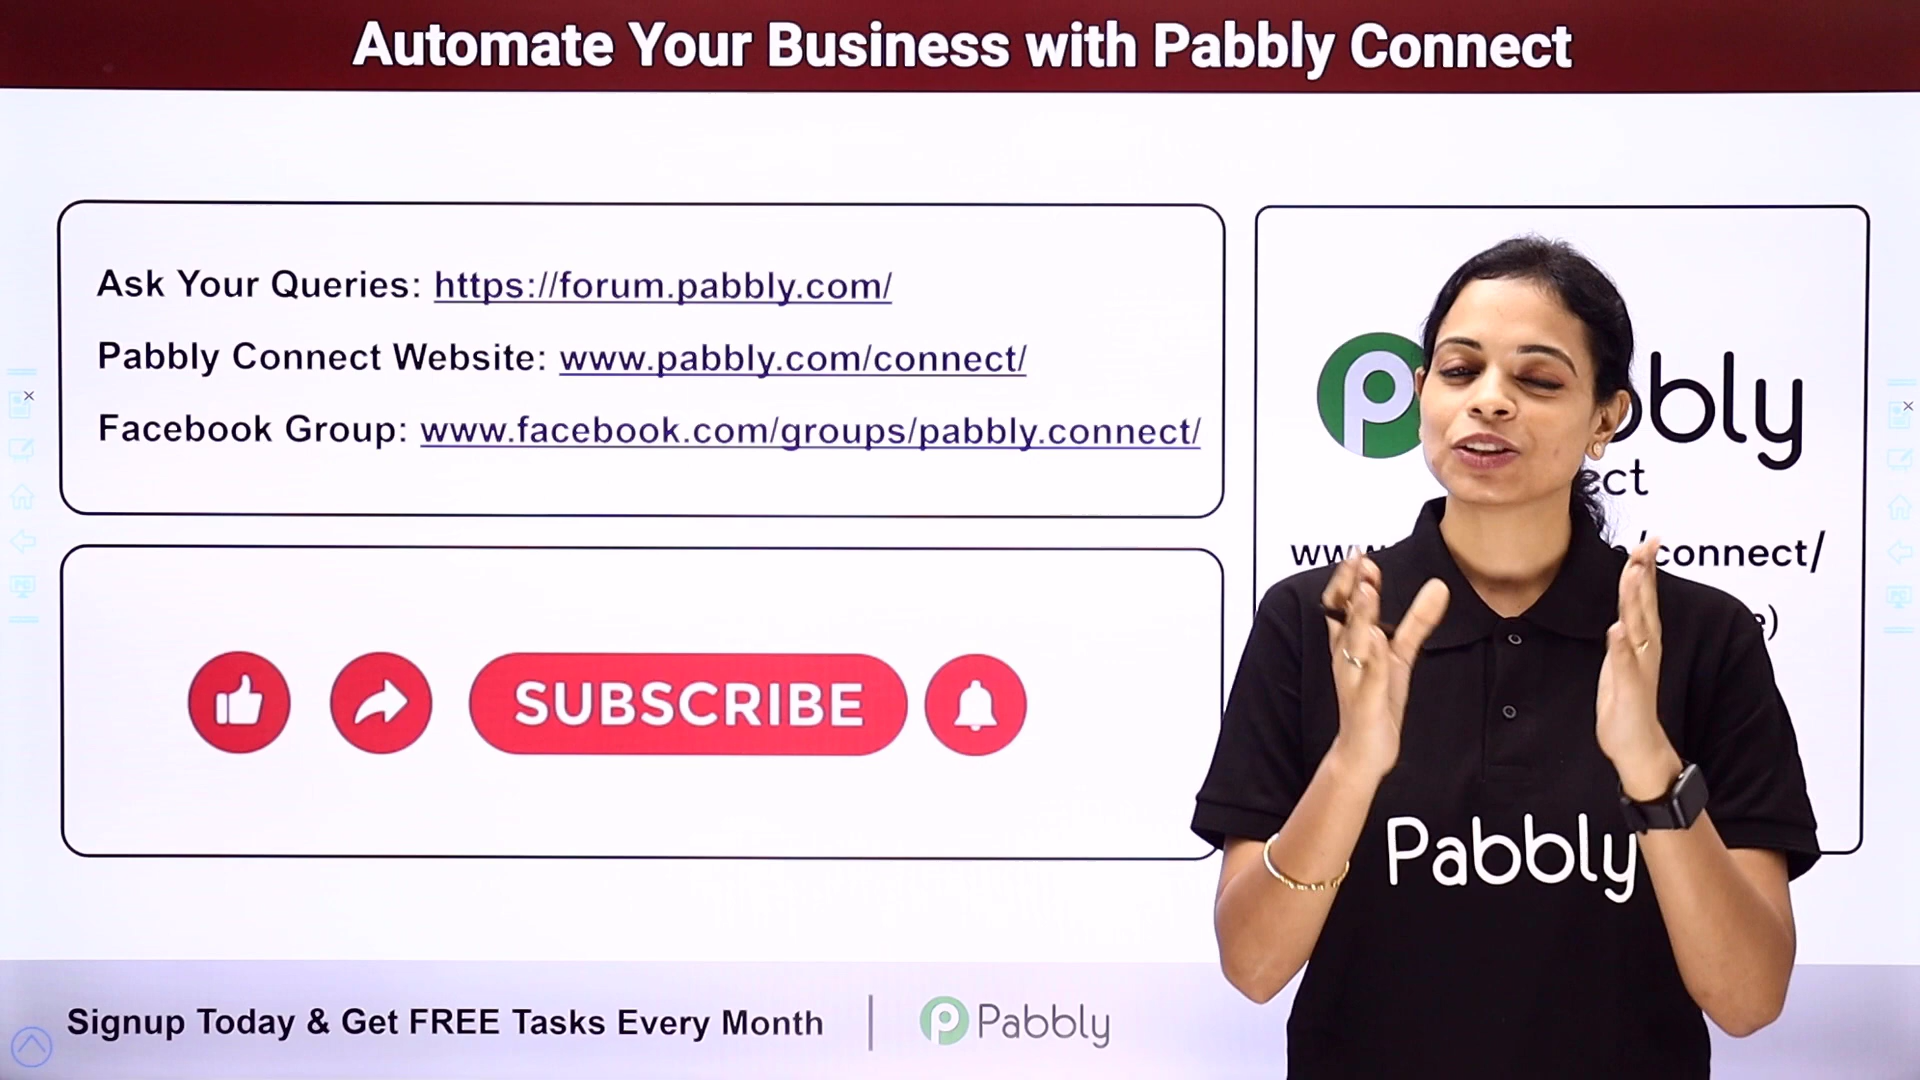 Automate Your Business with Pabbly Connect
Ask Your Queries: https://forum.pabbly.com/
Pabbly Connect Website: www.pabbly.com/connect/
Facebook Group: www.facebook.com/groups/pabbly.connect/
SUBSCRIBE
/connect/
Pabbly
Signup Today & Get FREE Tasks Every Month
Pabbly